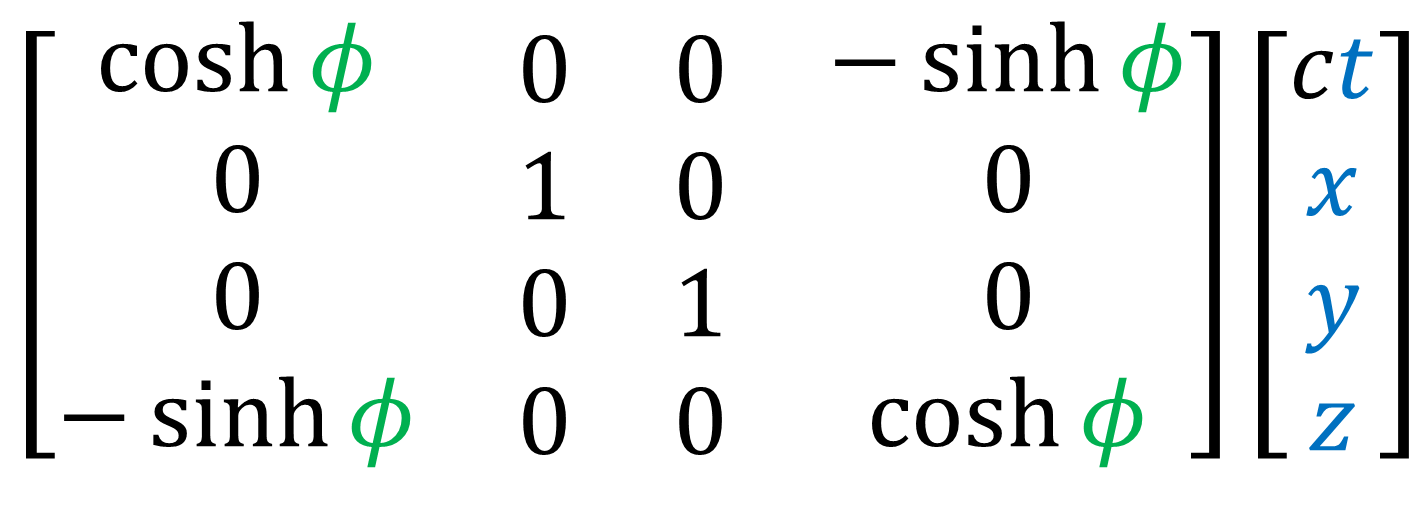 cosh ϕ 0 0 − sinh ϕ ct
0 1 0 0 x
0 0 1 0 y
− sinh ϕ 0 0 cosh ϕ z